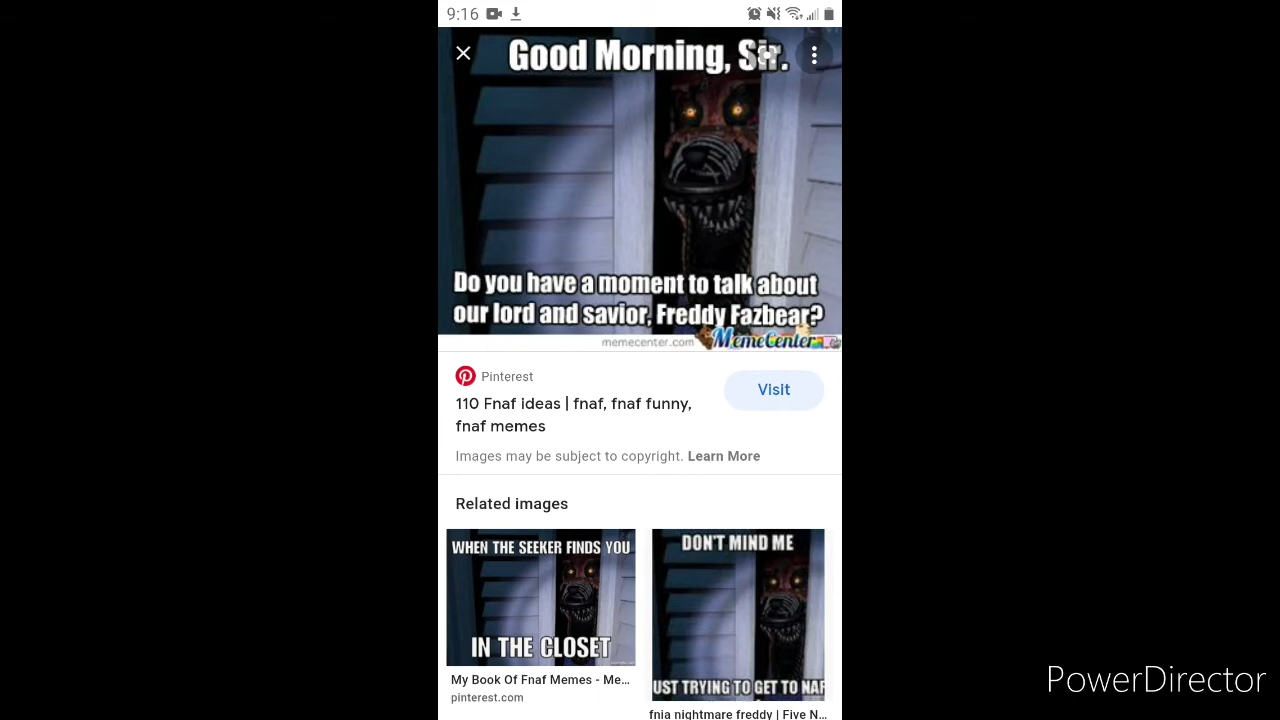 9:16
Good Morning, Sir.
Do you have a moment to talk about
our lord and savior, Freddy Fazbear?
memecenter.com MemeCenter
Pinterest
Visit
110 Fnaf ideas | fnaf, fnaf funny,
fnaf memes
Images may be subject to copyright. Learn More
Related images
WHEN THE SEEKER FINDS YOU
IN THE CLOSET
My Book Of Fnaf Memes - Me...
pinterest.com
DON'T MIND ME
UST TRYING TO GET TO NAR
fnia nightmare freddy | Five N...
PowerDirector